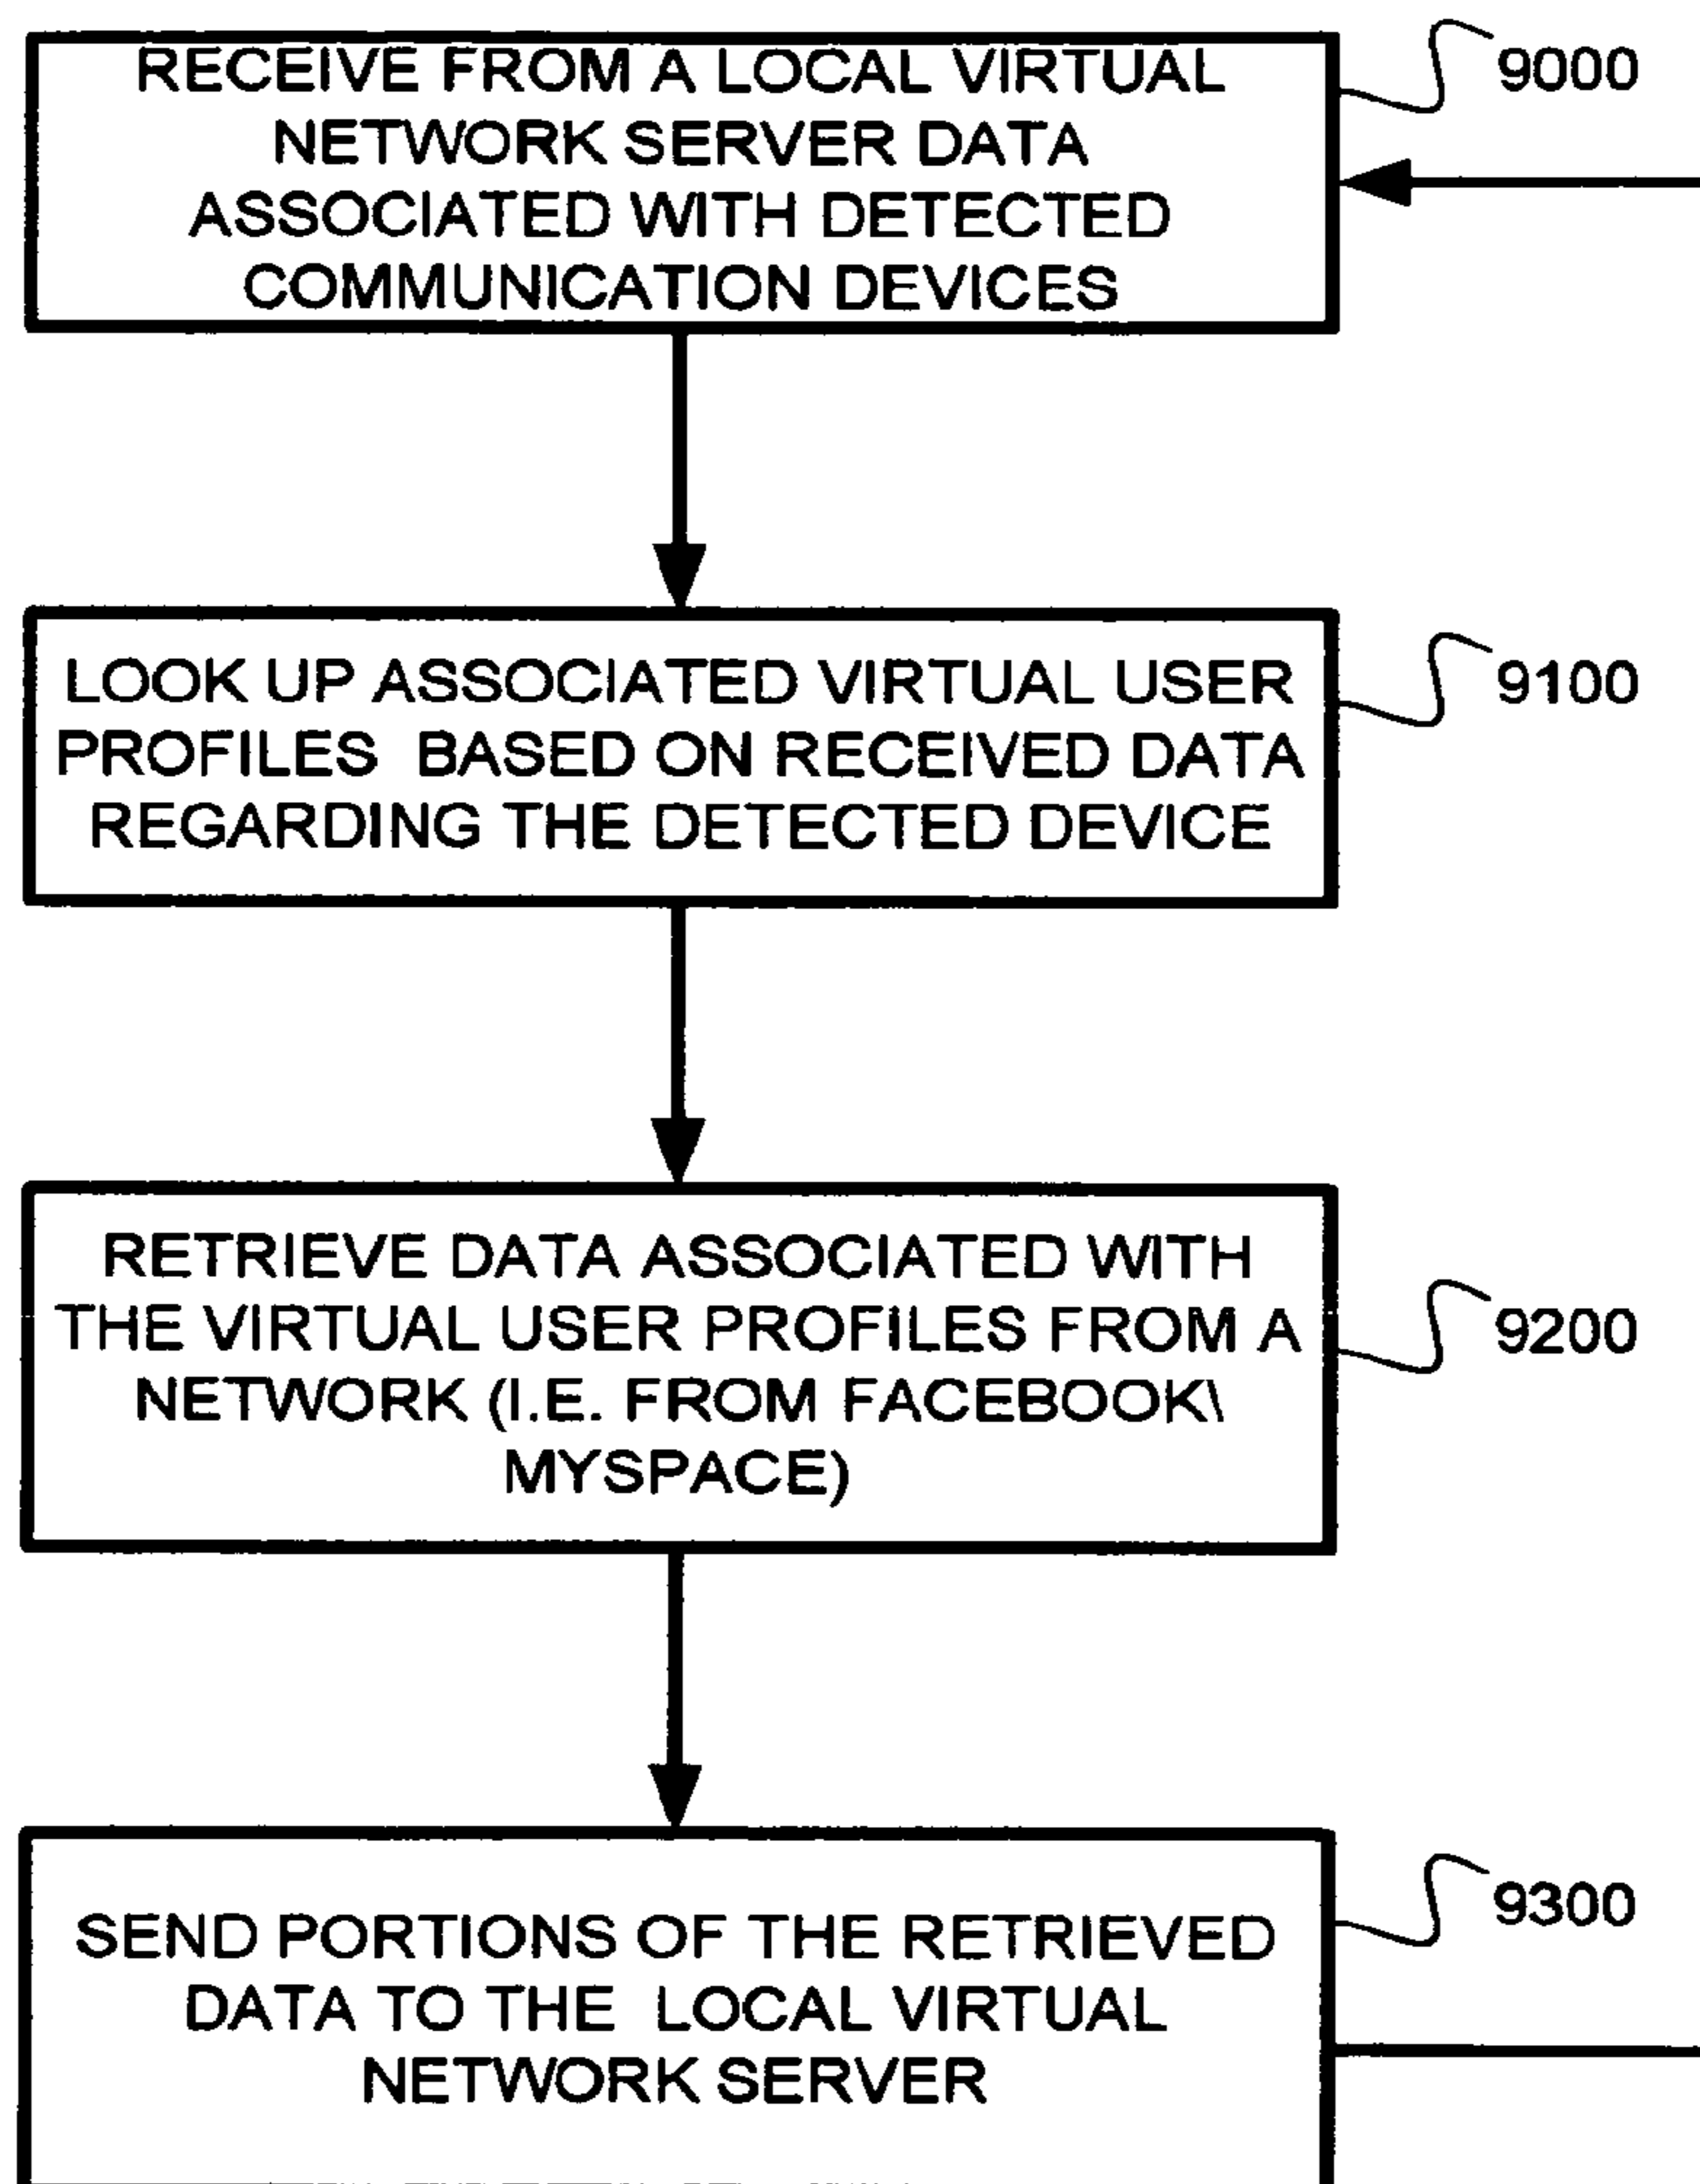 RECEIVE FROM A LOCAL VIRTUAL
NETWORK SERVER DATA
ASSOCIATED WITH DETECTED
COMMUNICATION DEVICES
9000
LOOK UP ASSOCIATED VIRTUAL USER
PROFILES BASED ON RECEIVED DATA
REGARDING THE DETECTED DEVICE
9100
RETRIEVE DATA ASSOCIATED WITH
THE VIRTUAL USER PROFILES FROM A
NETWORK (I.E. FROM FACEBOOK\
MYSPACE)
9200
SEND PORTIONS OF THE RETRIEVED
DATA TO THE LOCAL VIRTUAL
NETWORK SERVER
9300